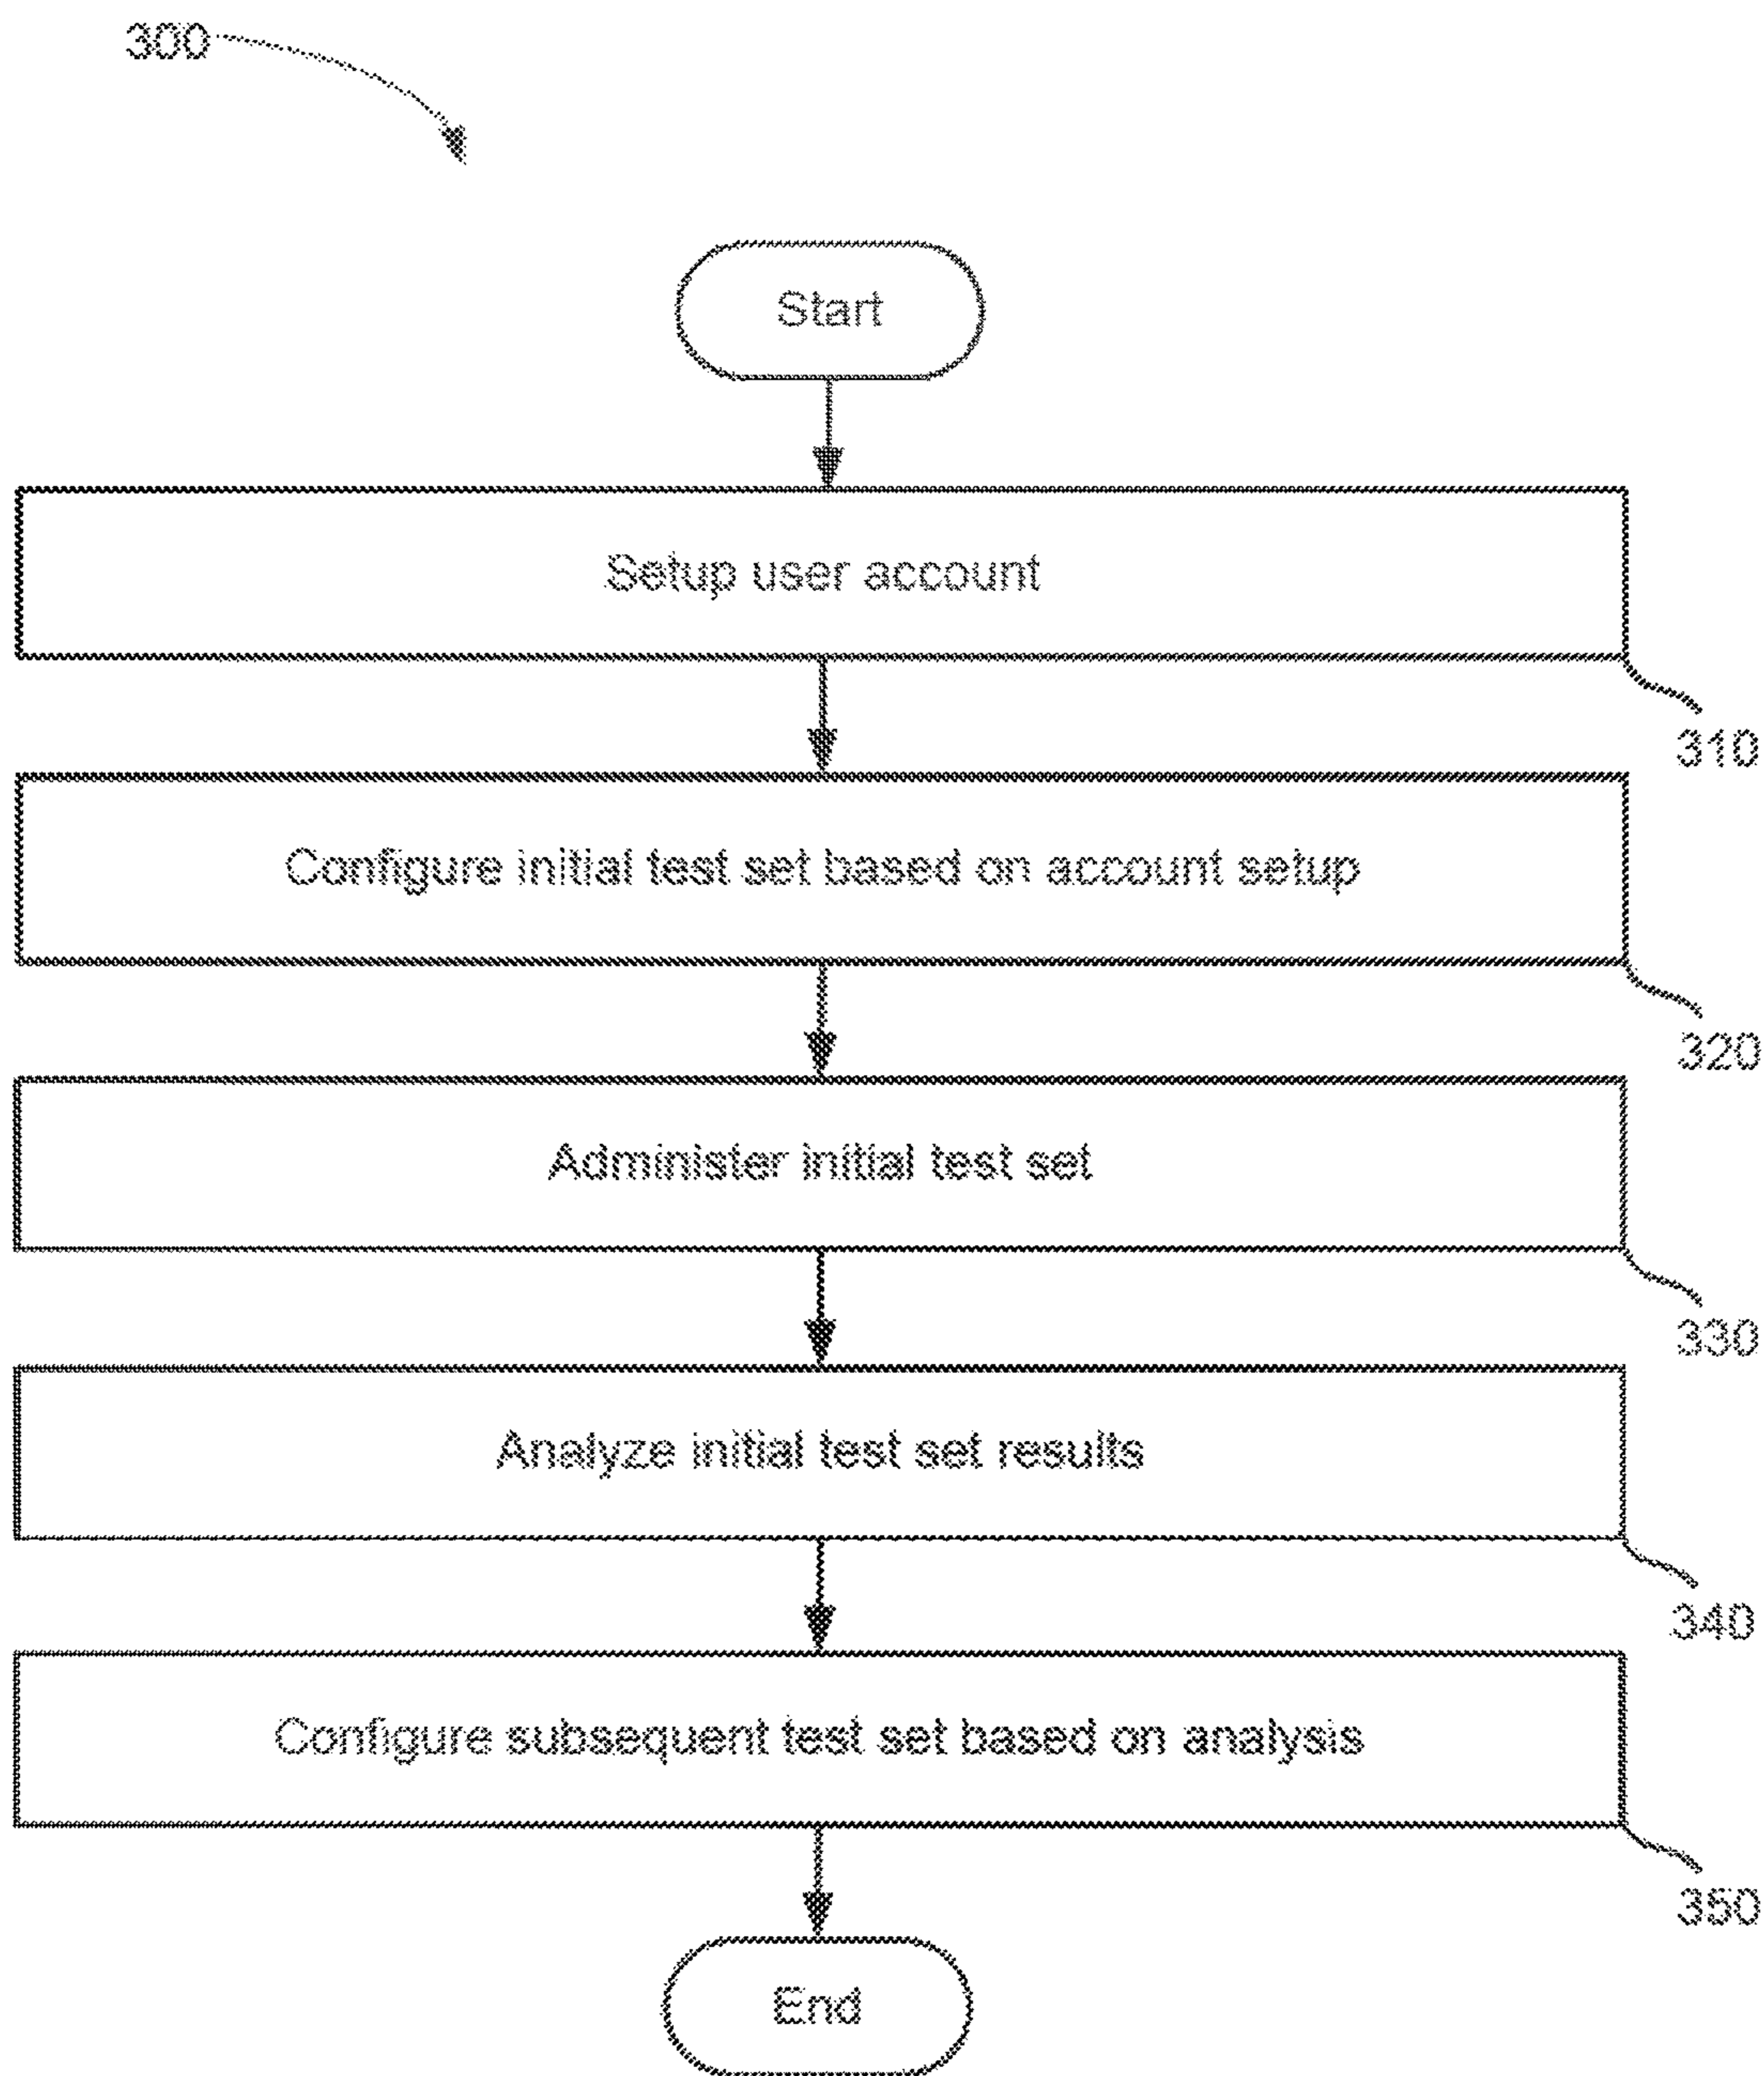 300
Start
Setup user account
310
Configure initial test set based on account setup
320
Administer initial test set
330
Analyze initial test set results
340
Configure subsequent test set based on analysis
350
End